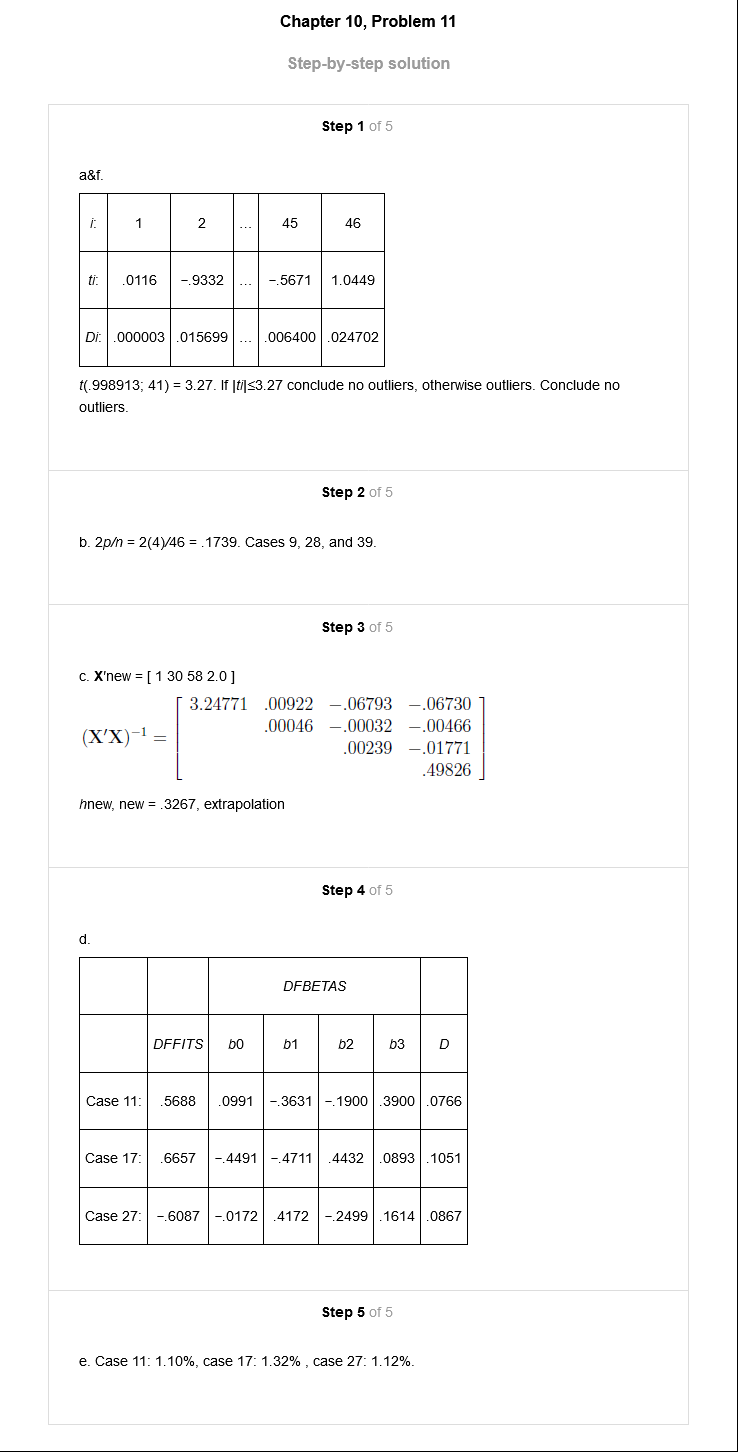 Chapter 10, Problem 11
Step-by-step solution
Step 1 of 5
a&f.
i: 1 2 … 45 46
ti: .0116 −.9332 … −.5671 1.0449
Di: .000003 .015699 … .006400 .024702
t(.998913; 41) = 3.27. If |ti|≤3.27 conclude no outliers, otherwise outliers. Conclude no
outliers.
Step 2 of 5
b. 2p/n = 2(4)/46 = .1739. Cases 9, 28, and 39.
Step 3 of 5
c. X′new = [ 1 30 58 2.0 ]
3.24771 .00922 −.06793 −.06730
.00046 −.00032 −.00466
(X′X)⁻¹ =
.00239 −.01771
.49826
hnew, new = .3267, extrapolation
Step 4 of 5
d.
DFBETAS
DFFITS b0 b1 b2 b3 D
Case 11: .5688 .0991 −.3631 −.1900 .3900 .0766
Case 17: .6657 −.4491 −.4711 .4432 .0893 .1051
Case 27: −.6087 −.0172 .4172 −.2499 .1614 .0867
Step 5 of 5
e. Case 11: 1.10%, case 17: 1.32% , case 27: 1.12%.